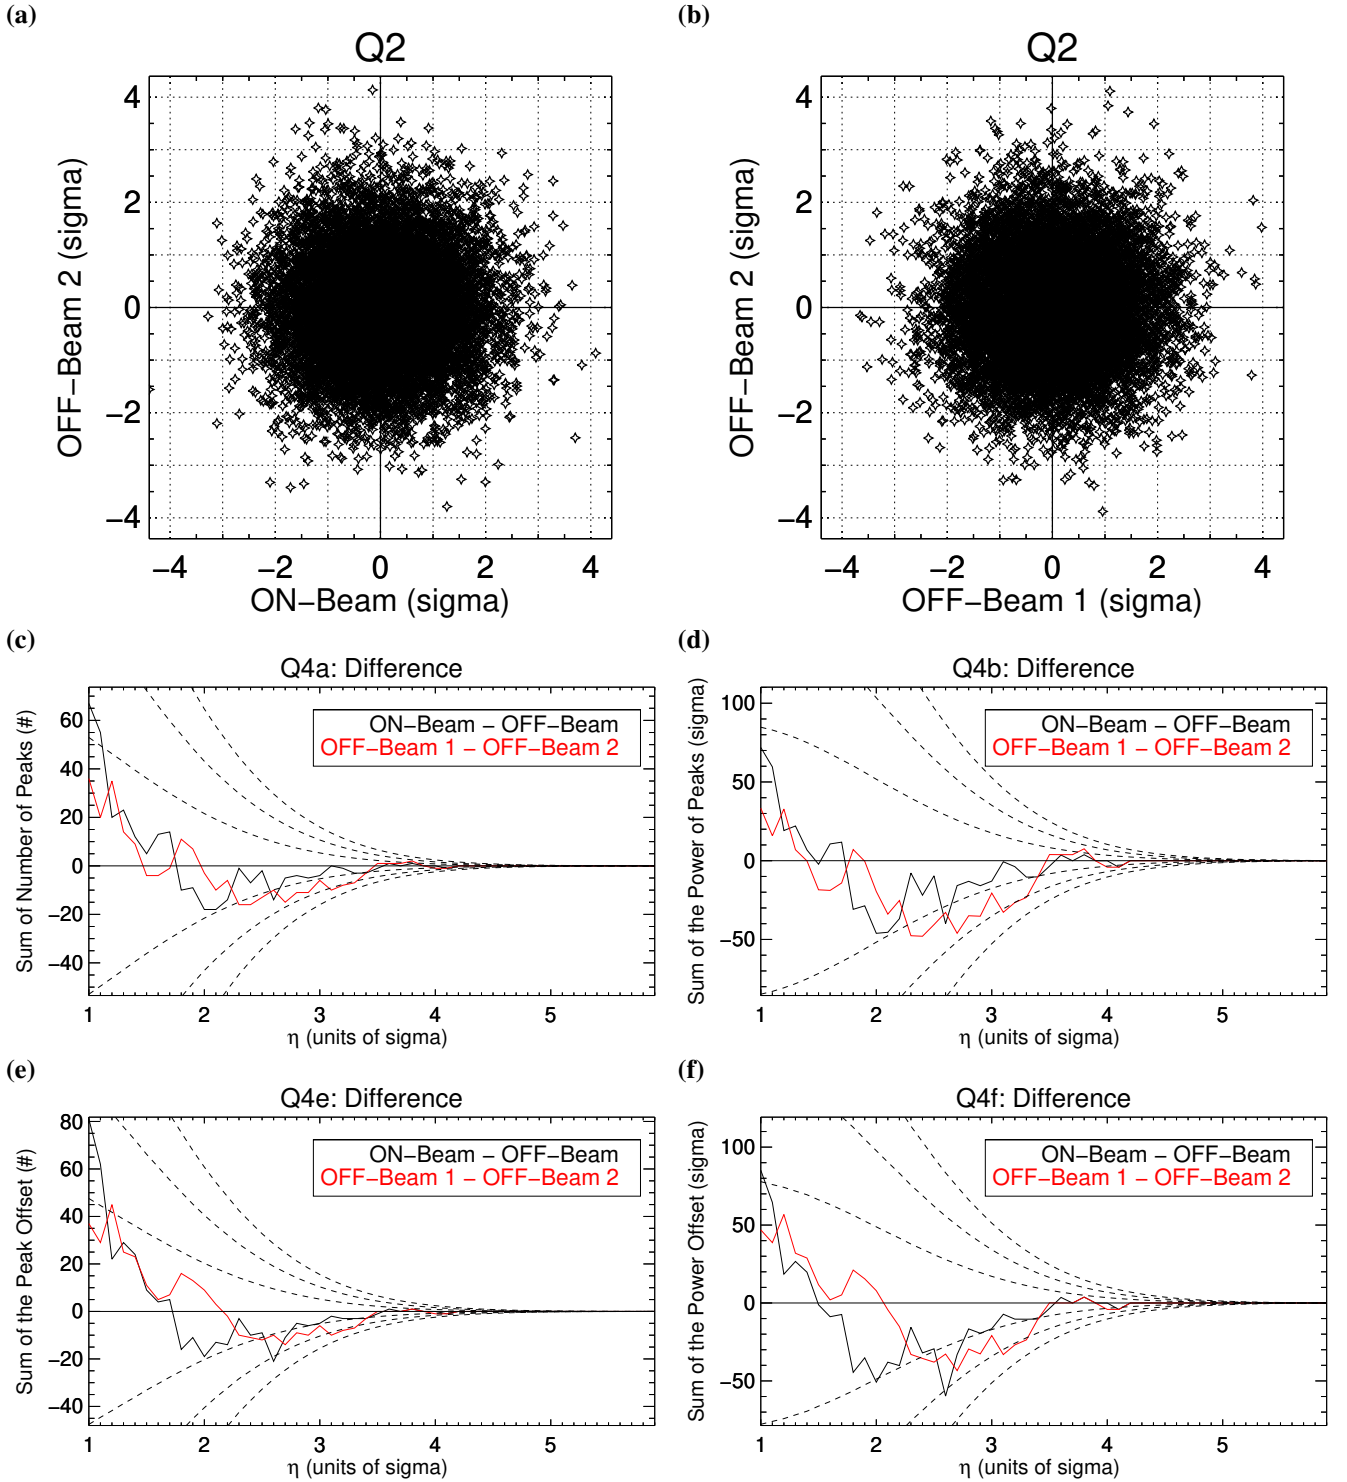 (a)
(b)
Q2
Q2
4
2
0
−2
−4
OFF−Beam 2 (sigma)
−4 −2 0 2 4
ON−Beam (sigma)
4
2
0
−2
−4
OFF−Beam 2 (sigma)
−4 −2 0 2 4
OFF−Beam 1 (sigma)
(c)
Q4a: Difference
ON−Beam − OFF−Beam
OFF−Beam 1 − OFF−Beam 2
60
40
20
0
−20
−40
Sum of Number of Peaks (#)
1 2 3 4 5
η (units of sigma)
(d)
Q4b: Difference
ON−Beam − OFF−Beam
OFF−Beam 1 − OFF−Beam 2
100
50
0
−50
Sum of the Power of Peaks (sigma)
1 2 3 4 5
η (units of sigma)
(e)
Q4e: Difference
ON−Beam − OFF−Beam
OFF−Beam 1 − OFF−Beam 2
80
60
40
20
0
−20
−40
Sum of the Peak Offset (#)
1 2 3 4 5
η (units of sigma)
(f)
Q4f: Difference
ON−Beam − OFF−Beam
OFF−Beam 1 − OFF−Beam 2
100
50
0
−50
Sum of the Power Offset (sigma)
1 2 3 4 5
η (units of sigma)